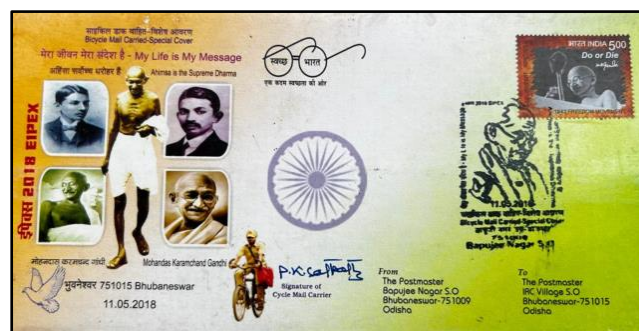 साइकिल डाक वाहित-विशेष आवरण
Bicycle Mail Carried-Special Cover
मेरा जीवन मेरा संदेश है - My Life is My Message
अहिंसा सर्वोच्च धरोहर है Ahimsa is the Supreme Dharma
स्वच्छ भारत
एक कदम स्वच्छता की ओर
भारत INDIA 500
Do or Die
ईपेक्स 2018 EIPEX
मोहनदास करमचन्द गांधी Mohandas Karamchand Gandhi
भुवनेश्वर 751015 Bhubaneswar
11.05.2018
Signature of
Cycle Mail Carrier
11.05.2018
Bicycle Mail Carried-Special Cover
Bapujee Nagar S.O
From
The Postmaster
Bapujee Nagar S.O
Bhubaneswar-751009
Odisha
To
The Postmaster
IRC Village S.O
Bhubaneswar-751015
Odisha